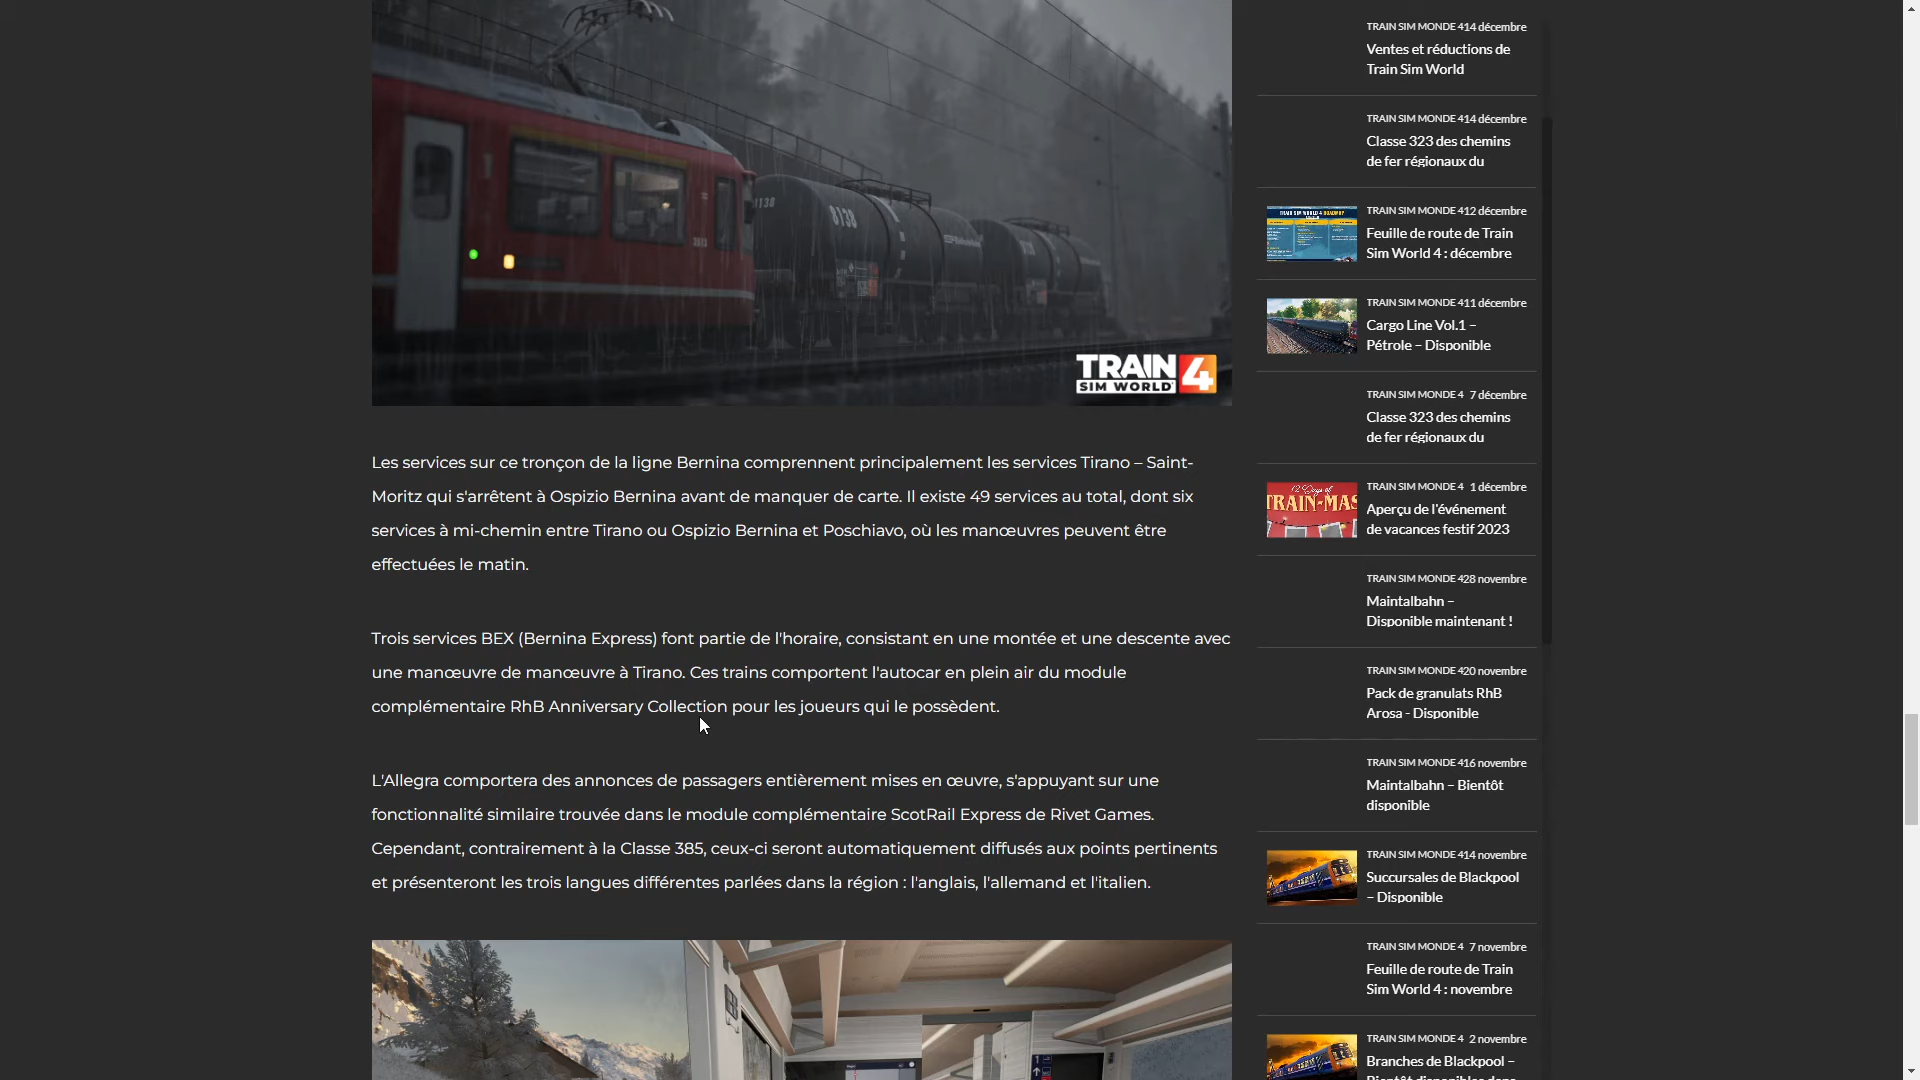 8138
TRAIN
SIM WORLD
4
Les services sur ce tronçon de la ligne Bernina comprennent principalement les services Tirano – Saint-
Moritz qui s'arrêtent à Ospizio Bernina avant de manquer de carte. Il existe 49 services au total, dont six
services à mi-chemin entre Tirano ou Ospizio Bernina et Poschiavo, où les manœuvres peuvent être
effectuées le matin.
Trois services BEX (Bernina Express) font partie de l'horaire, consistant en une montée et une descente avec
une manœuvre de manœuvre à Tirano. Ces trains comportent l'autocar en plein air du module
complémentaire RhB Anniversary Collection pour les joueurs qui le possèdent.
L'Allegra comportera des annonces de passagers entièrement mises en œuvre, s'appuyant sur une
fonctionnalité similaire trouvée dans le module complémentaire ScotRail Express de Rivet Games.
Cependant, contrairement à la Classe 385, ceux-ci seront automatiquement diffusés aux points pertinents
et présenteront les trois langues différentes parlées dans la région : l'anglais, l'allemand et l'italien.
TRAIN SIM MONDE 4 14 décembre
Ventes et réductions de
Train Sim World
TRAIN SIM MONDE 4 14 décembre
Classe 323 des chemins
de fer régionaux du
TRAIN SIM MONDE 4 12 décembre
Feuille de route de Train
Sim World 4 : décembre
TRAIN SIM MONDE 4 11 décembre
Cargo Line Vol.1 –
Pétrole – Disponible
TRAIN SIM MONDE 4 7 décembre
Classe 323 des chemins
de fer régionaux du
12 Days of
TRAIN-MAS
TRAIN SIM MONDE 4 1 décembre
Aperçu de l'événement
de vacances festif 2023
TRAIN SIM MONDE 4 28 novembre
Maintalbahn –
Disponible maintenant !
TRAIN SIM MONDE 4 20 novembre
Pack de granulats RhB
Arosa - Disponible
TRAIN SIM MONDE 4 16 novembre
Maintalbahn – Bientôt
disponible
TRAIN SIM MONDE 4 14 novembre
Succursales de Blackpool
– Disponible
TRAIN SIM MONDE 4 7 novembre
Feuille de route de Train
Sim World 4 : novembre
TRAIN SIM MONDE 4 2 novembre
Branches de Blackpool –